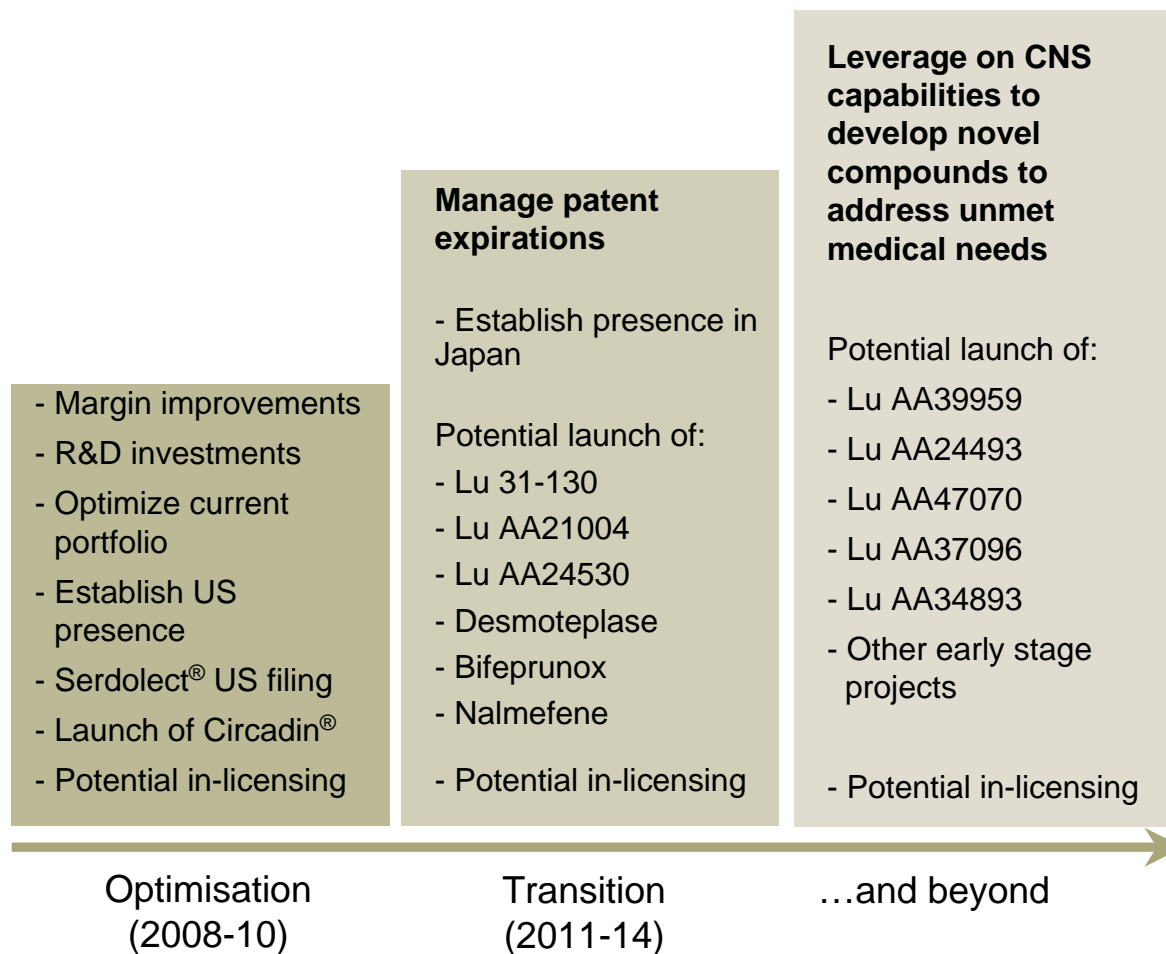 - Margin improvements
- R&D investments
- Optimize current
portfolio
- Establish US
presence
- Serdolect® US filing
- Launch of Circadin®
- Potential in-licensing
Manage patent
expirations
- Establish presence in
Japan
Potential launch of:
- Lu 31-130
- Lu AA21004
- Lu AA24530
- Desmoteplase
- Bifeprunox
- Nalmefene
- Potential in-licensing
Leverage on CNS
capabilities to
develop novel
compounds to
address unmet
medical needs
Potential launch of:
- Lu AA39959
- Lu AA24493
- Lu AA47070
- Lu AA37096
- Lu AA34893
- Other early stage
projects
- Potential in-licensing
Optimisation
(2008-10)
Transition
(2011-14)
…and beyond